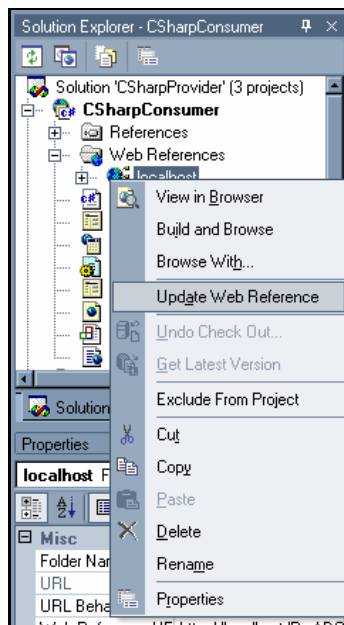 Solution Explorer - CSharpConsumer
Solution 'CSharpProvider' (3 projects)
CSharpConsumer
References
Web References
localhost
View in Browser
Build and Browse
Browse With...
Update Web Reference
Undo Check Out...
Get Latest Version
Exclude From Project
Cut
Copy
Paste
Delete
Rename
Properties
Solution
Properties
localhost F
Misc
Folder Nar
URL
URL Beha